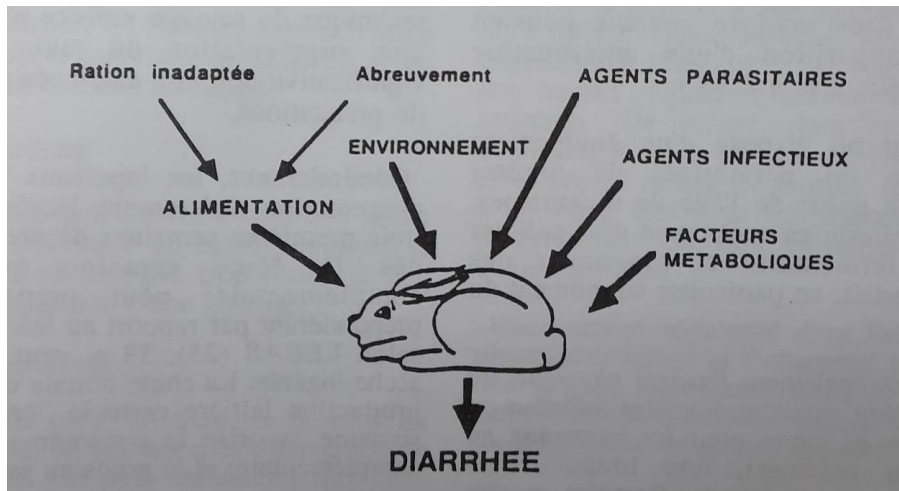 Ration inadaptée
Abreuvement
AGENTS PARASITAIRES
ENVIRONNEMENT
AGENTS INFECTIEUX
ALIMENTATION
FACTEURS
METABOLIQUES
DIARRHEE